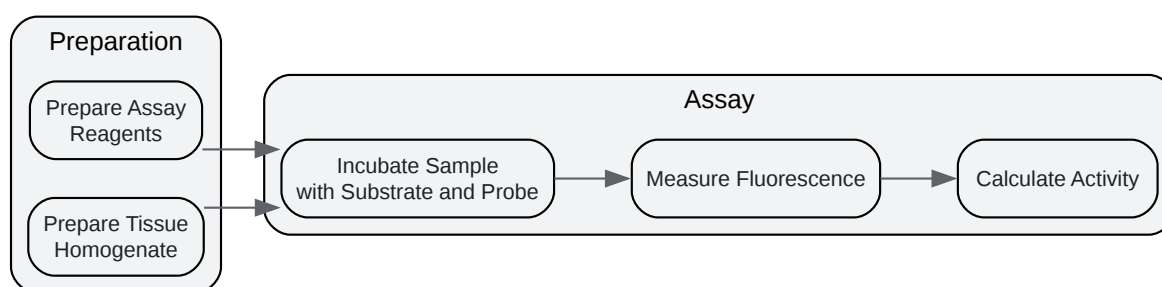 Preparation
Prepare Assay
Reagents
Prepare Tissue
Homogenate
Assay
Incubate Sample
with Substrate and Probe
Measure Fluorescence
Calculate Activity